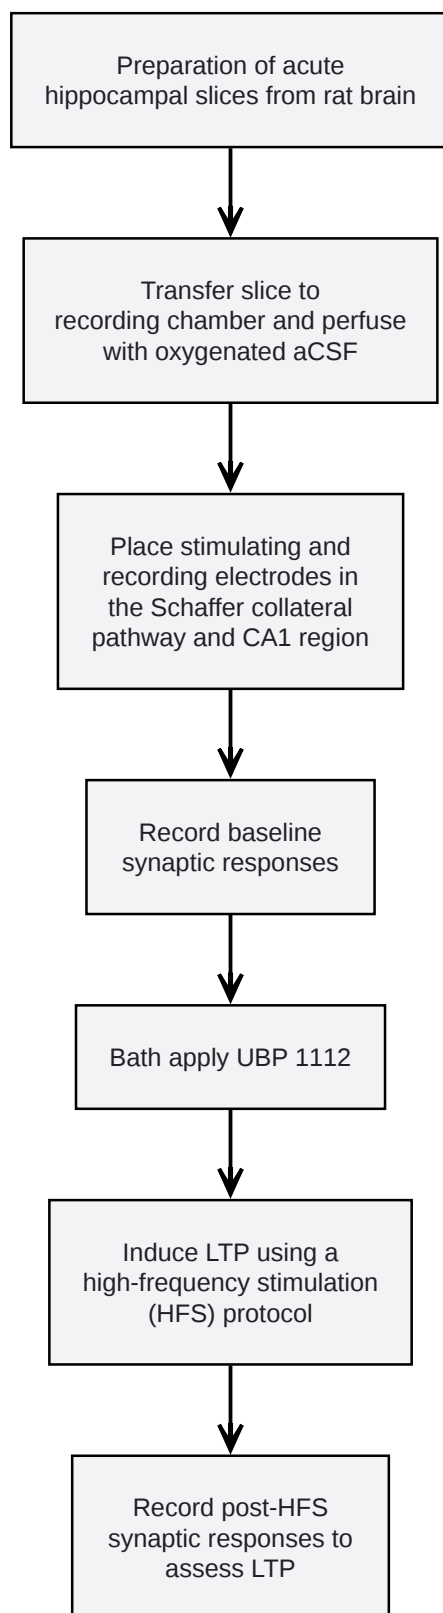 Preparation of acute
hippocampal slices from rat brain
Transfer slice to
recording chamber and perfuse
with oxygenated aCSF
Place stimulating and
recording electrodes in
the Schaffer collateral
pathway and CA1 region
Record baseline
synaptic responses
Bath apply UBP 1112
Induce LTP using a
high-frequency stimulation
(HFS) protocol
Record post-HFS
synaptic responses to
assess LTP